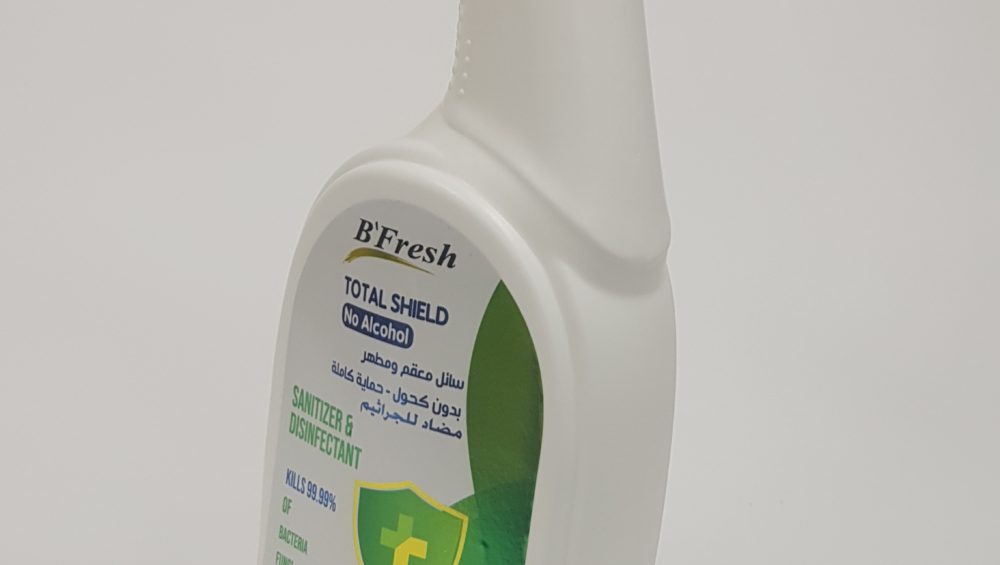 B'Fresh
TOTAL SHIELD
No Alcohol
سائل معقم ومطهر
بدون كحول - حماية كاملة
مضاد للجراثيم
SANITIZER &
DISINFECTANT
KILLS 99.99%
OF
BACTERIA